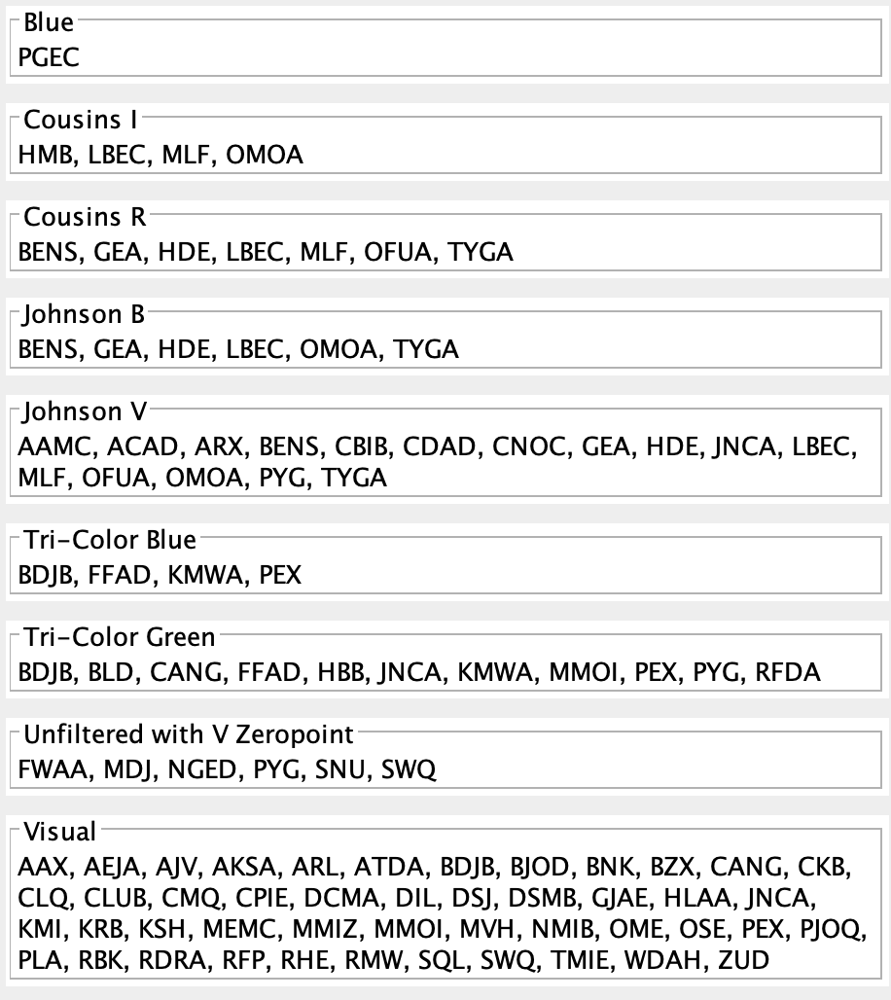 Blue
PGEC
Cousins I
HMB, LBEC, MLF, OMOA
Cousins R
BENS, GEA, HDE, LBEC, MLF, OFUA, TYGA
Johnson B
BENS, GEA, HDE, LBEC, OMOA, TYGA
Johnson V
AAMC, ACAD, ARX, BENS, CBIB, CDAD, CNOC, GEA, HDE, JNCA, LBEC,
MLF, OFUA, OMOA, PYG, TYGA
Tri-Color Blue
BDJB, FFAD, KMWA, PEX
Tri-Color Green
BDJB, BLD, CANG, FFAD, HBB, JNCA, KMWA, MMOI, PEX, PYG, RFDA
Unfiltered with V Zeropoint
FWAA, MDJ, NGED, PYG, SNU, SWQ
Visual
AAX, AEJA, AJV, AKSA, ARL, ATDA, BDJB, BJOD, BNK, BZX, CANG, CKB,
CLQ, CLUB, CMQ, CPIE, DCMA, DIL, DSJ, DSMB, GJAE, HLAA, JNCA,
KMI, KRB, KSH, MEMC, MMIZ, MMOI, MVH, NMIB, OME, OSE, PEX, PJOQ,
PLA, RBK, RDRA, RFP, RHE, RMW, SQL, SWQ, TMIE, WDAH, ZUD